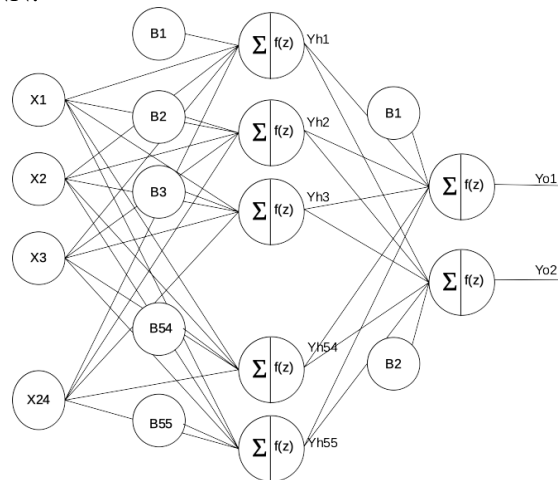 B1
Σ f(z) Yh1
X1
B2
Σ f(z) Yh2
B1
X2
B3
Σ f(z) Yh3
Σ f(z) Yo1
X3
Σ f(z) Yo2
B54
Yh54
Σ f(z)
B2
X24
B55
Σ f(z) Yh55